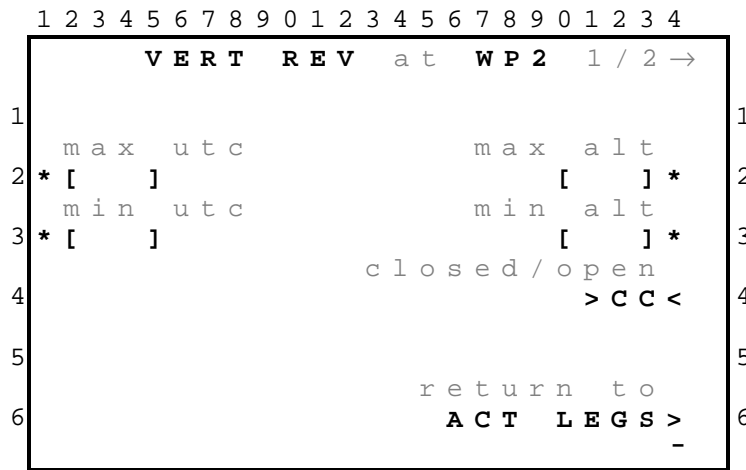 1 2 3 4 5 6 7 8 9 0 1 2 3 4 5 6 7 8 9 0 1 2 3 4
VERT REV at WP2 1/2→
1 1
max utc max alt
2 *[ ] [ ]* 2
min utc min alt
3 *[ ] [ ]* 3
closed/open
4 >CC< 4
5 5
return to
6 ACT LEGS> 6
-